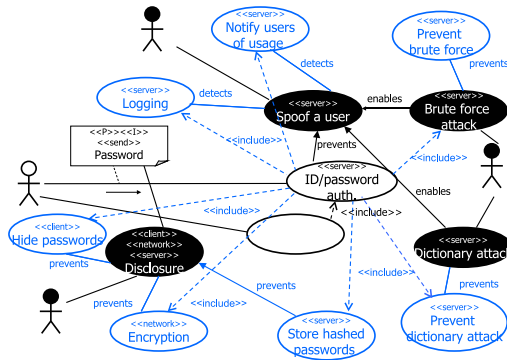 <<server>>
Notify users
of usage
<<server>>
Prevent
brute force
detects
prevents
<<server>>
Logging
detects
<<server>>
Spoof a user
enables
<<server>>
Brute force
attack
<<P>><<I>>
<<send>>
Password
<<include>>
prevents
<<include>>
<<server>>
ID/password
auth.
enables
<<client>>
Hide passwords
<<include>>
<<include>>
<<client>>
<<network>>
<<server>>
Disclosure
<<server>>
Dictionary attack
prevents
<<include>>
prevents
prevents
prevents
<<include>>
<<network>>
Encryption
<<server>>
Store hashed
passwords
<<server>>
Prevent
dictionary attack